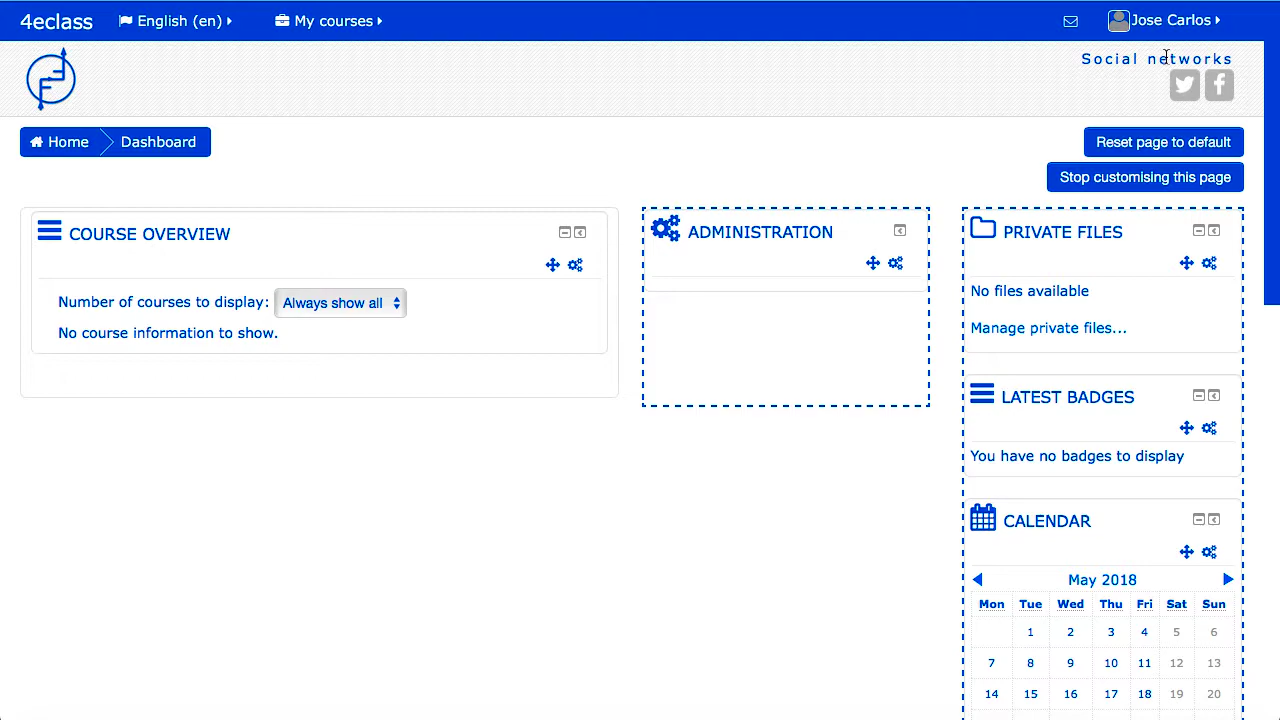 4eclass
English (en)
My courses
Jose Carlos
Social networks
Home
Dashboard
Reset page to default
Stop customising this page
COURSE OVERVIEW
Number of courses to display: Always show all
No course information to show.
ADMINISTRATION
PRIVATE FILES
No files available
Manage private files...
LATEST BADGES
You have no badges to display
CALENDAR
May 2018
Mon Tue Wed Thu Fri Sat Sun
1 2 3 4 5 6
7 8 9 10 11 12 13
14 15 16 17 18 19 20